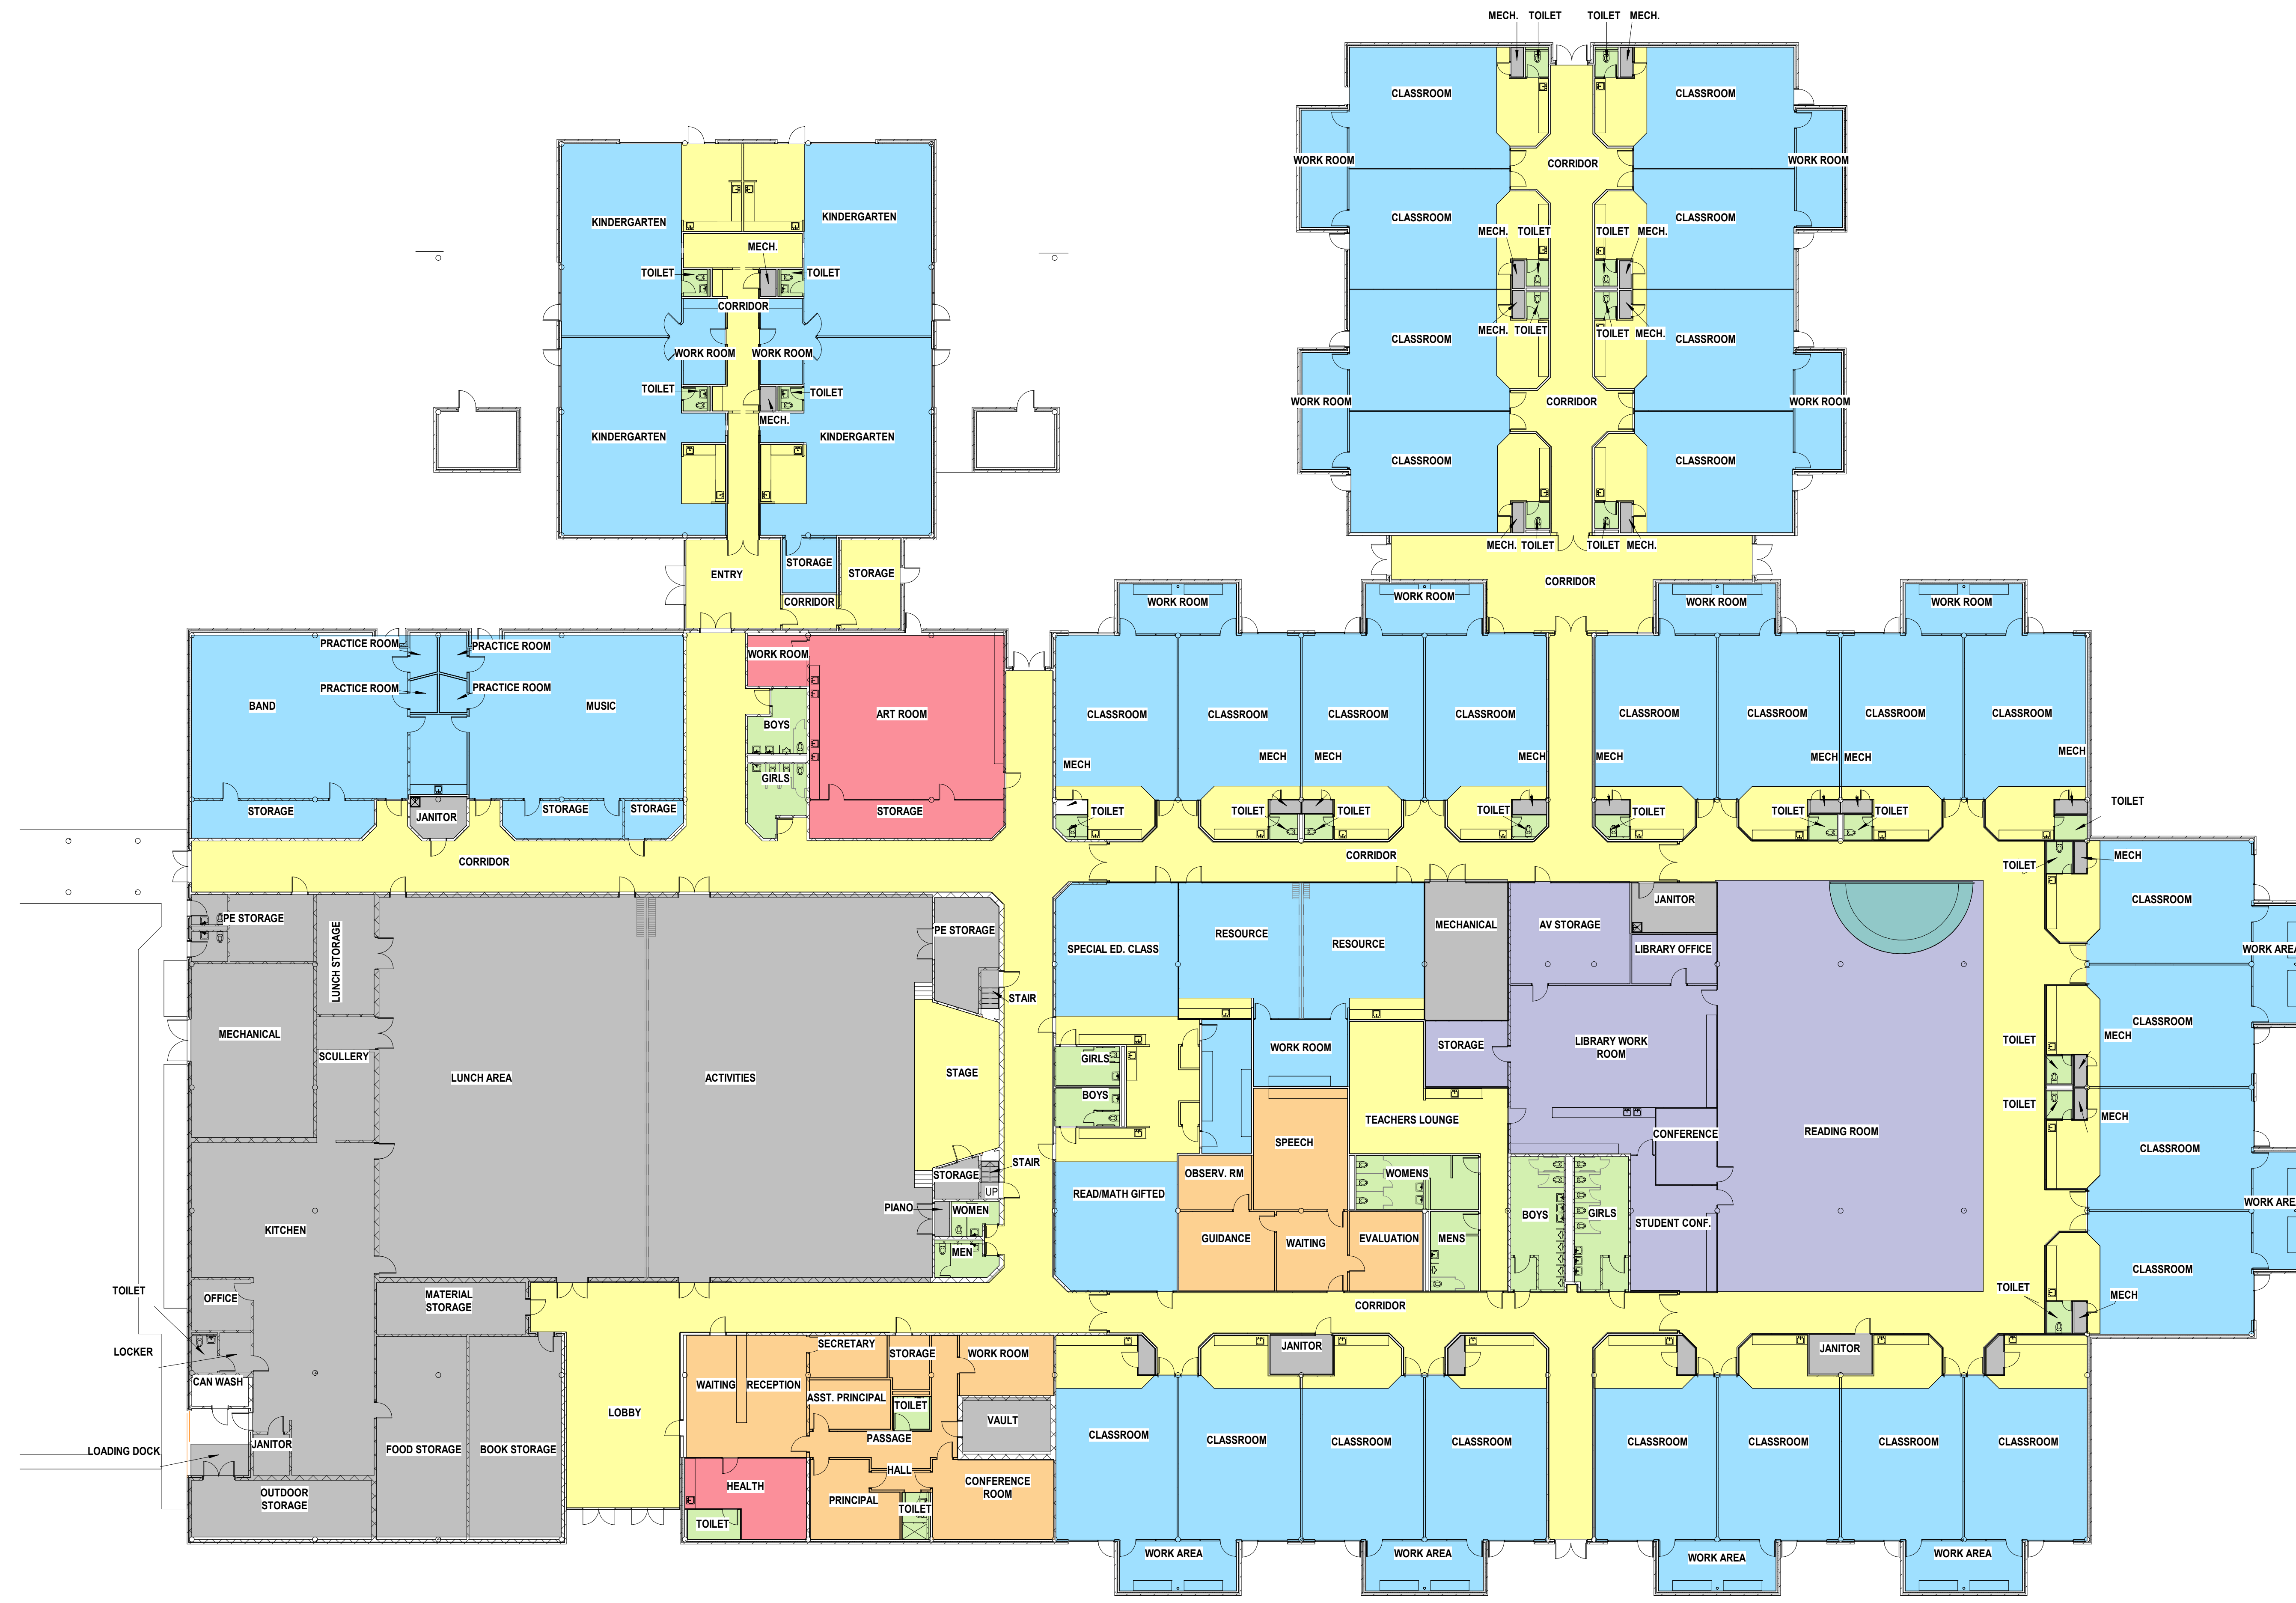 MECH. TOILET TOILET MECH.
CLASSROOM CLASSROOM
WORK ROOM CORRIDOR WORK ROOM
KINDERGARTEN KINDERGARTEN CLASSROOM CLASSROOM
MECH. TOILET TOILET MECH.
MECH.
TOILET TOILET
CORRIDOR
MECH. TOILET TOILET MECH.
CLASSROOM CLASSROOM
WORK ROOM WORK ROOM
TOILET TOILET
WORK ROOM CORRIDOR WORK ROOM
MECH.
KINDERGARTEN KINDERGARTEN
CLASSROOM CLASSROOM
MECH. TOILET TOILET MECH.
STORAGE
ENTRY STORAGE
CORRIDOR
CORRIDOR
WORK ROOM WORK ROOM WORK ROOM WORK ROOM
PRACTICE ROOM PRACTICE ROOM
WORK ROOM
PRACTICE ROOM PRACTICE ROOM
BAND MUSIC
BOYS ART ROOM
CLASSROOM CLASSROOM CLASSROOM CLASSROOM CLASSROOM CLASSROOM CLASSROOM CLASSROOM
MECH MECH MECH MECH MECH MECH MECH MECH
GIRLS
STORAGE JANITOR STORAGE STORAGE STORAGE
TOILET TOILET TOILET TOILET TOILET TOILET TOILET TOILET
CORRIDOR CORRIDOR
TOILET MECH
CLASSROOM
PE STORAGE LUNCH STORAGE PE STORAGE
SPECIAL ED. CLASS RESOURCE RESOURCE MECHANICAL AV STORAGE JANITOR
LIBRARY OFFICE
WORK AREA
STAIR
MECHANICAL SCULLERY
CLASSROOM
TOILET MECH
LUNCH AREA ACTIVITIES STAGE
GIRLS WORK ROOM STORAGE LIBRARY WORK
ROOM
BOYS
TOILET MECH
TEACHERS LOUNGE CONFERENCE READING ROOM CLASSROOM
SPEECH
STAIR
STORAGE
UP
OBSERV. RM WOMENS
READ/MATH GIFTED
WORK AREA
PIANO WOMEN
KITCHEN
BOYS GIRLS STUDENT CONF.
MEN
GUIDANCE WAITING EVALUATION MENS
CLASSROOM
TOILET OFFICE MATERIAL
STORAGE
TOILET MECH
CORRIDOR
LOCKER
SECRETARY STORAGE WORK ROOM
JANITOR JANITOR
CAN WASH
WAITING RECEPTION
ASST. PRINCIPAL TOILET
LOBBY
VAULT
PASSAGE
LOADING DOCK JANITOR FOOD STORAGE BOOK STORAGE
CLASSROOM CLASSROOM CLASSROOM CLASSROOM CLASSROOM CLASSROOM CLASSROOM CLASSROOM
HALL
HEALTH CONFERENCE
ROOM
OUTDOOR
STORAGE
PRINCIPAL TOILET
TOILET
WORK AREA WORK AREA WORK AREA WORK AREA